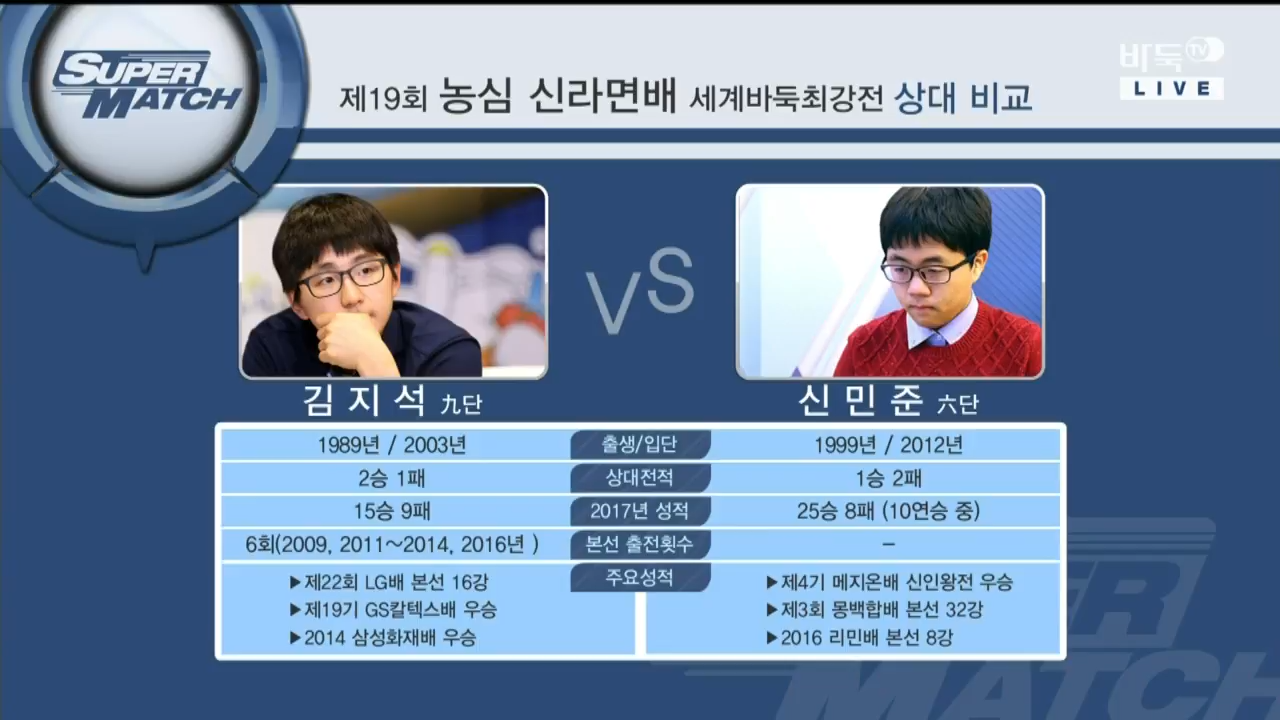 SUPER MATCH
제19회 농심 신라면배 세계바둑최강전 상대 비교
바둑TV
LIVE
VS
김지석 九단
신민준 六단
1989년 / 2003년 출생/입단 1999년 / 2012년
2승 1패 상대전적 1승 2패
15승 9패 2017년 성적 25승 8패 (10연승 중)
6회(2009, 2011~2014, 2016년 ) 본선 출전횟수 –
주요성적
▶제22회 LG배 본선 16강
▶제19기 GS칼텍스배 우승
▶2014 삼성화재배 우승
▶제4기 메지온배 신인왕전 우승
▶제3회 몽백합배 본선 32강
▶2016 리민배 본선 8강
SUPER MATCH